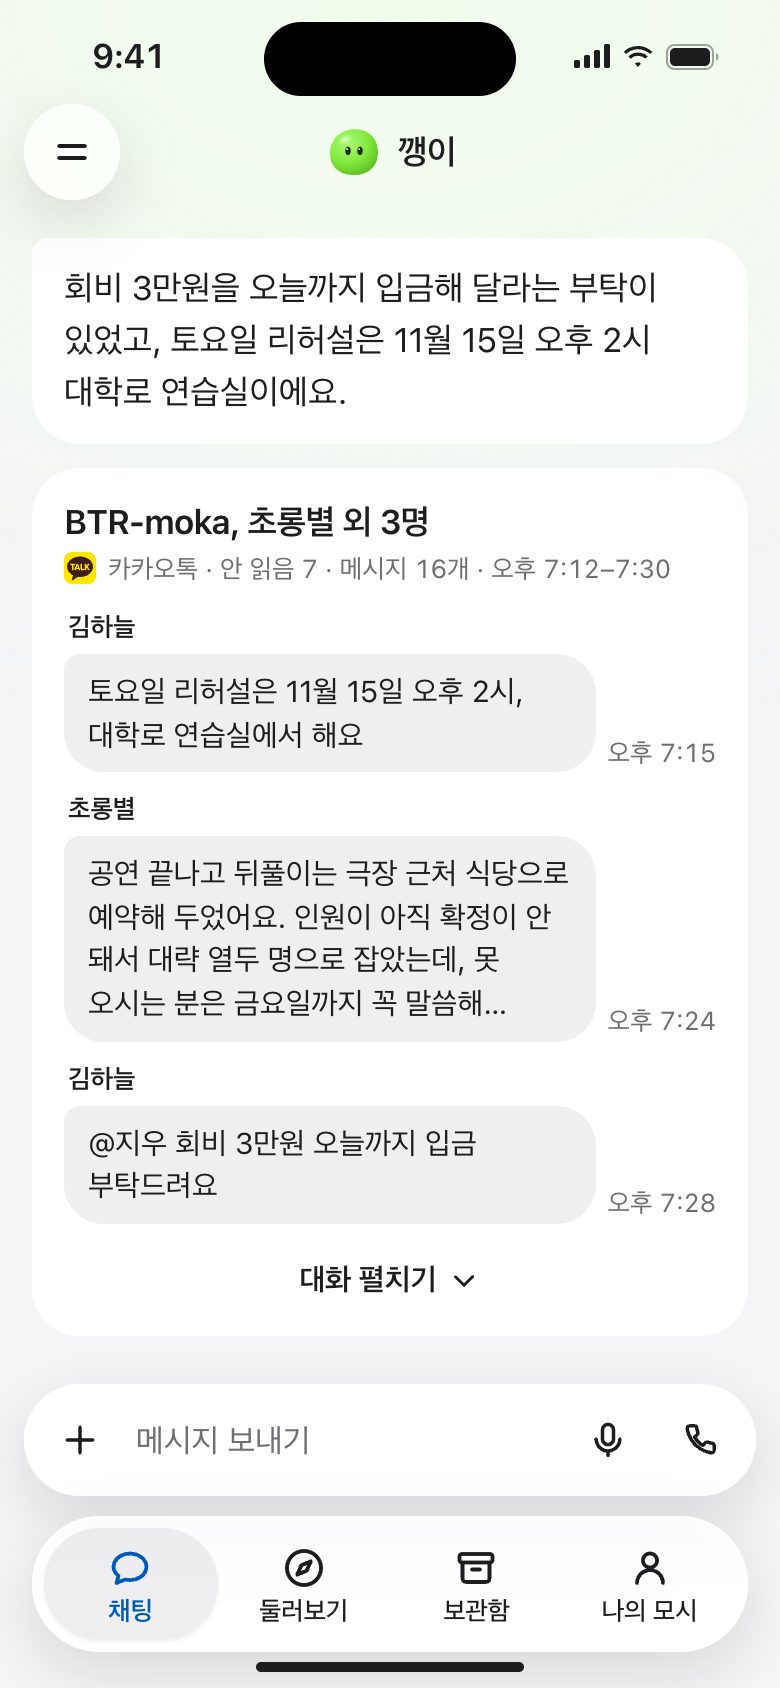 9:41
깽이
회비 3만원을 오늘까지 입금해 달라는 부탁이
있었고, 토요일 리허설은 11월 15일 오후 2시
대학로 연습실이에요.
BTR-moka, 초롱별 외 3명
TALK 카카오톡 · 안 읽음 7 · 메시지 16개 · 오후 7:12–7:30
김하늘
토요일 리허설은 11월 15일 오후 2시,
대학로 연습실에서 해요
오후 7:15
초롱별
공연 끝나고 뒤풀이는 극장 근처 식당으로
예약해 두었어요. 인원이 아직 확정이 안
돼서 대략 열두 명으로 잡았는데, 못
오시는 분은 금요일까지 꼭 말씀해...
오후 7:24
김하늘
@지우 회비 3만원 오늘까지 입금
부탁드려요
오후 7:28
대화 펼치기
메시지 보내기
채팅
둘러보기
보관함
나의 모시